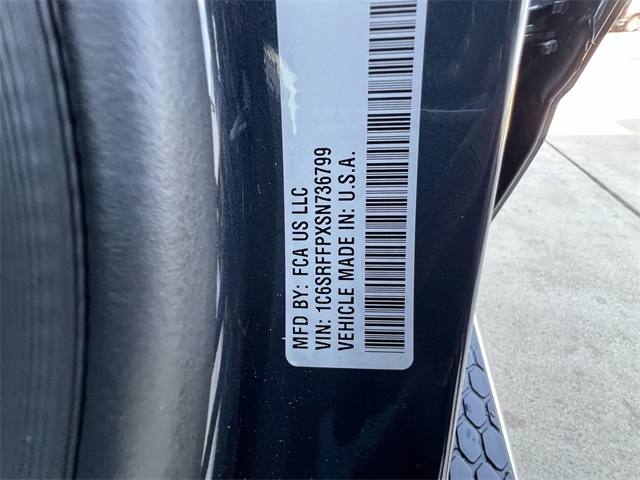 MFD BY: FCA US LLC
VIN: 1C6SRFFPXSN736799
VEHICLE MADE IN: U.S.A.